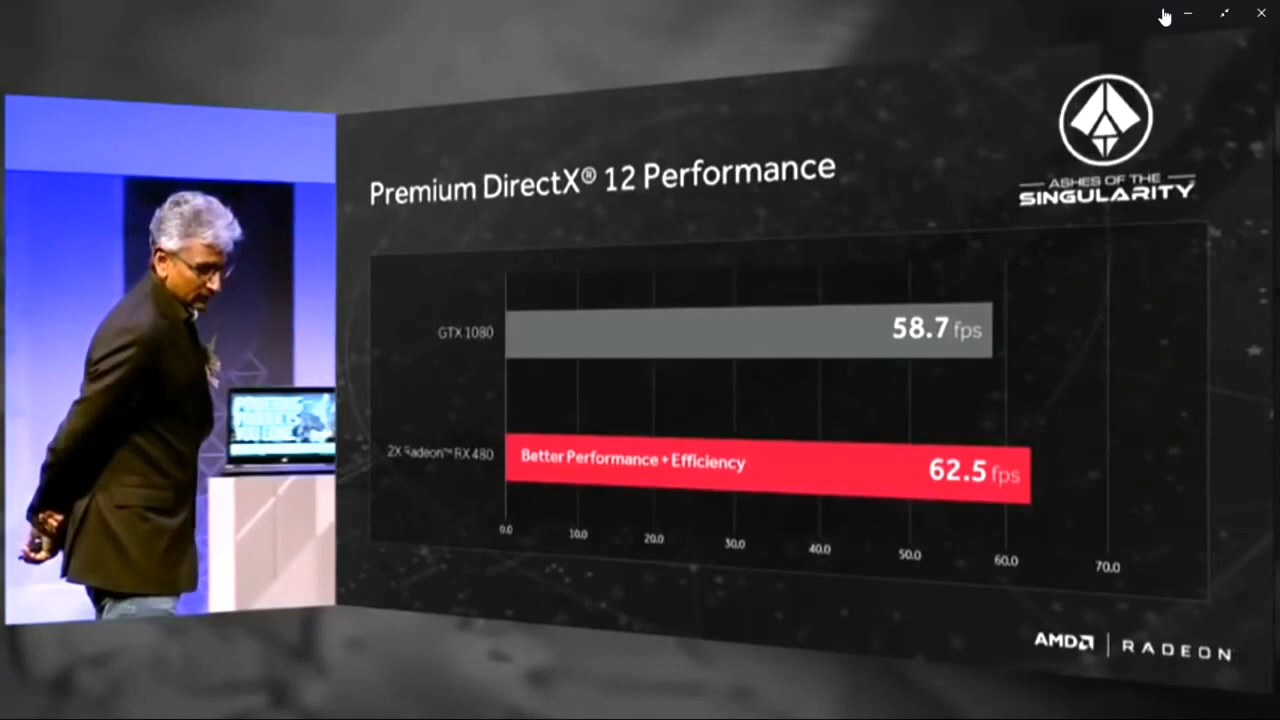 Premium DirectX® 12 Performance
ASHES OF THE
SINGULARITY
GTX 1080
58.7 fps
2X Radeon™ RX 480
Better Performance + Efficiency
62.5 fps
0.0 10.0 20.0 30.0 40.0 50.0 60.0 70.0
AMD
RADEON